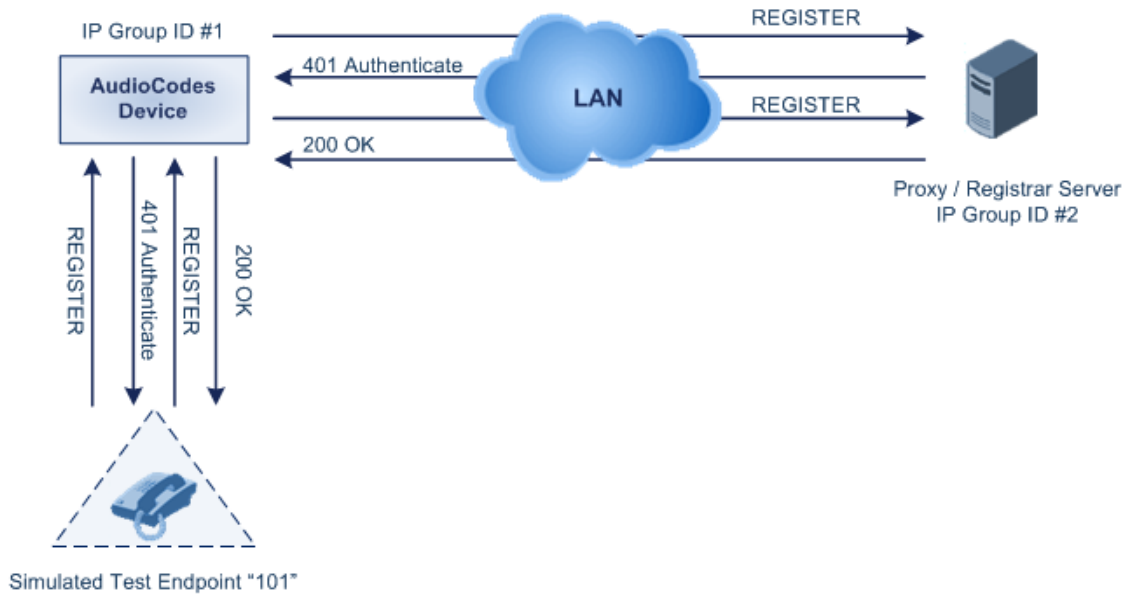 IP Group ID #1
REGISTER
AudioCodes
Device
401 Authenticate
LAN
REGISTER
200 OK
Proxy / Registrar Server
IP Group ID #2
REGISTER
401 Authenticate
REGISTER
200 OK
Simulated Test Endpoint “101”